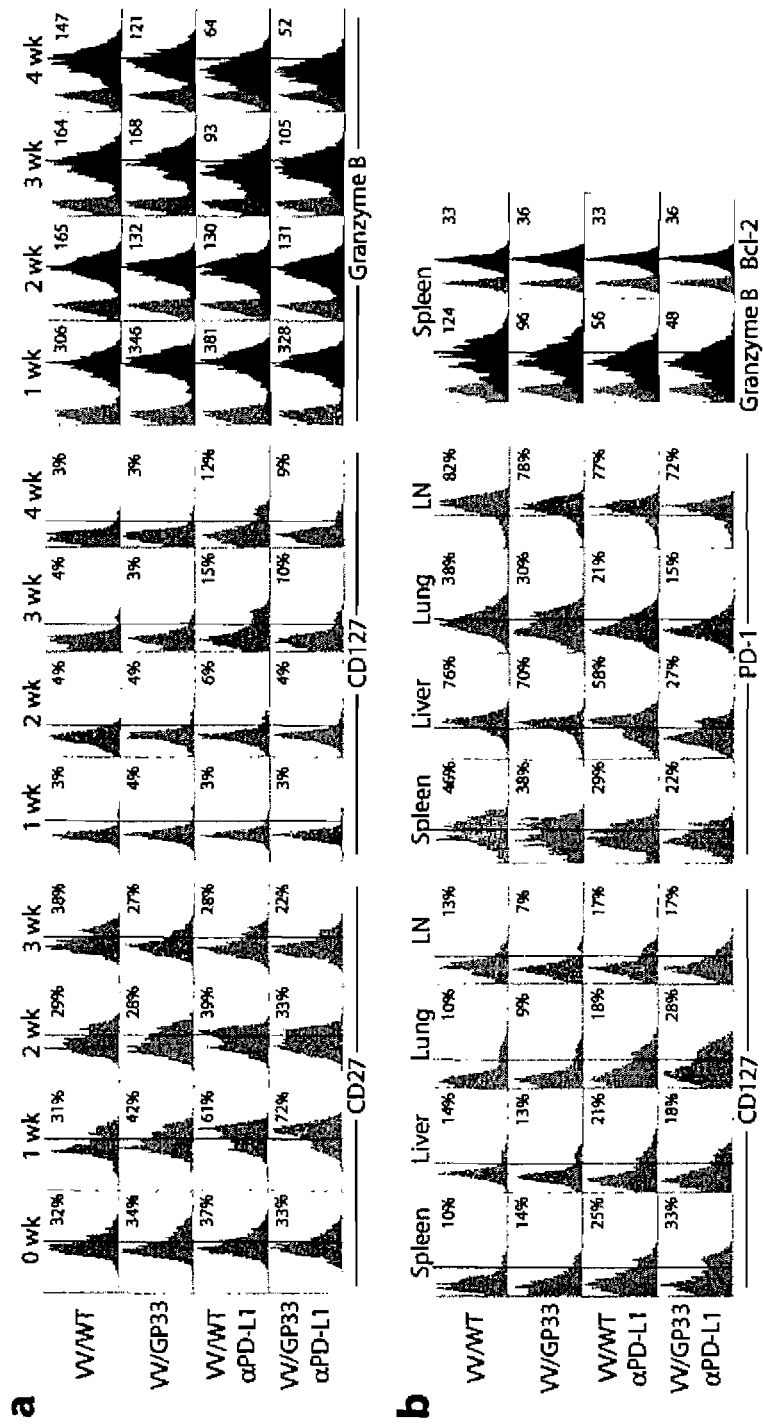 a
0 wk 1 wk 2 wk 3 wk 1 wk 2 wk 3 wk 4 wk 1 wk 2 wk 3 wk 4 wk
VV/WT 32% 31% 29% 38% 3% 4% 4% 3% 306 165 164 147
VV/GP33 34% 42% 28% 27% 4% 4% 3% 3% 346 132 168 121
VV/WT αPD-L1 37% 61% 39% 28% 3% 6% 15% 12% 381 130 93 64
VV/GP33 αPD-L1 33% 72% 33% 22% 3% 4% 10% 9% 328 131 105 52
CD27 CD127 Granzyme B
b
Spleen Liver Lung LN Spleen Liver Lung LN Spleen
VV/WT 10% 14% 10% 13% 46% 76% 38% 82% 124 33
VV/GP33 14% 13% 9% 7% 38% 70% 30% 78% 96 36
VV/WT αPD-L1 25% 21% 18% 17% 29% 58% 21% 77% 56 33
VV/GP33 αPD-L1 33% 18% 28% 17% 22% 27% 15% 72% 48 36
CD127 PD-1 Granzyme B Bcl-2